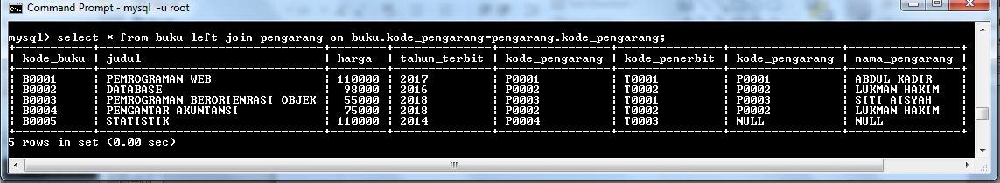 Command Prompt - mysql -u root
mysql> select * from buku left join pengarang on buku.kode_pengarang=pengarang.kode_pengarang;
+-----------+-------------------------------+--------+--------------+----------------+---------------+----------------+----------------+
| kode_buku | judul | harga | tahun_terbit | kode_pengarang | kode_penerbit | kode_pengarang | nama_pengarang |
+-----------+-------------------------------+--------+--------------+----------------+---------------+----------------+----------------+
| B0001 | PEMROGRAMAN WEB | 110000 | 2017 | P0001 | T0001 | P0001 | ABDUL KADIR |
| B0002 | DATABASE | 98000 | 2016 | P0002 | T0002 | P0002 | LUKMAN HAKIM |
| B0003 | PEMROGRAMAN BERORIENRASI OBJEK | 55000 | 2018 | P0003 | T0001 | P0003 | SITI AISYAH |
| B0004 | PENGANTAR AKUNTANSI | 75000 | 2018 | P0002 | T0002 | P0002 | LUKMAN HAKIM |
| B0005 | STATISTIK | 110000 | 2014 | P0004 | T0003 | NULL | NULL |
+-----------+-------------------------------+--------+--------------+----------------+---------------+----------------+----------------+
5 rows in set (0.00 sec)